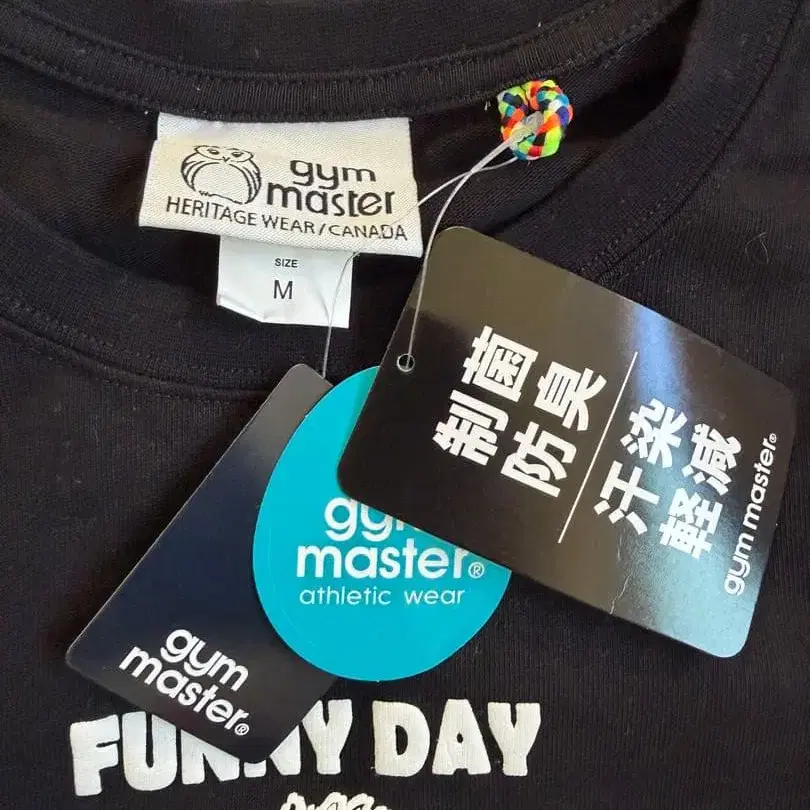 gym
master
HERITAGE WEAR/CANADA
SIZE
M
制菌
防臭
汗染
軽減
gym master®
gym
master®
athletic wear
gym
master®
FUNNY DAY